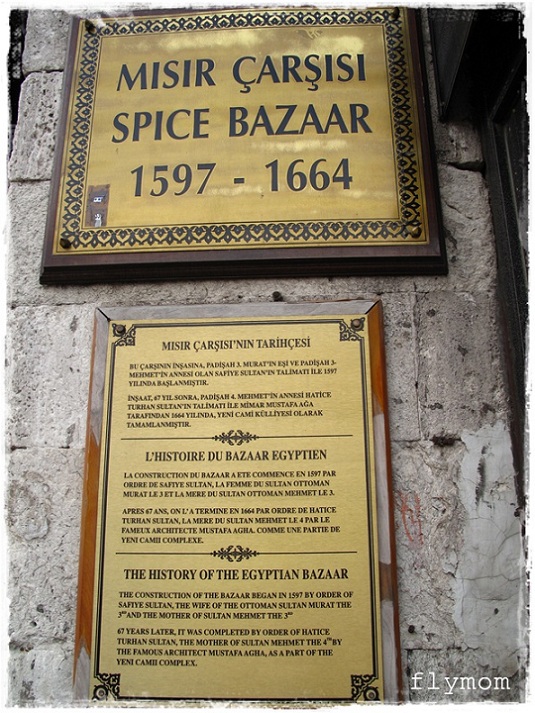 MISIR ÇARŞISI
SPICE BAZAAR
1597 - 1664
MISIR ÇARŞISI'NIN TARİHÇESİ
BU ÇARŞININ İNŞASINA, PADİŞAH 3. MURAT'IN EŞİ VE PADİŞAH 3-
MEHMET'İN ANNESİ OLAN SAFİYE SULTAN'IN TALİMATI İLE 1597
YILINDA BAŞLANMIŞTIR.
İNŞAAT, 67 YIL SONRA, PADİŞAH 4. MEHMET'İN ANNESİ HATİCE
TURHAN SULTAN'IN TALİMATI İLE MİMAR MUSTAFA AĞA
TARAFINDAN 1664 YILINDA, YENİ CAMİ KÜLLİYESİ OLARAK
TAMAMLANMIŞTIR.
L'HISTOIRE DU BAZAAR EGYPTIEN
LA CONSTRUCTION DU BAZAAR A ETE COMMENCE EN 1597 PAR
ORDRE DE SAFIYE SULTAN, LA FEMME DU SULTAN OTTOMAN
MURAT LE 3 ET LA MERE DU SULTAN OTTOMAN MEHMET LE 3.
APRES 67 ANS, ON L' A TERMINE EN 1664 PAR ORDRE DE HATICE
TURHAN SULTAN, LA MERE DU SULTAN MEHMET LE 4 PAR LE
FAMEUX ARCHITECTE MUSTAFA AGHA. COMME UNE PARTIE DE
YENI CAMII COMPLEXE.
THE HISTORY OF THE EGYPTIAN BAZAAR
THE CONSTRUCTION OF THE BAZAAR BEGAN IN 1597 BY ORDER OF
SAFIYE SULTAN, THE WIFE OF THE OTTOMAN SULTAN MURAT THE
3RD AND THE MOTHER OF SULTAN MEHMET THE 3RD
67 YEARS LATER, IT WAS COMPLETED BY ORDER OF HATICE
TURHAN SULTAN, THE MOTHER OF SULTAN MEHMET THE 4TH BY
THE FAMOUS ARCHITECT MUSTAFA AGHA, AS A PART OF THE
YENI CAMII COMPLEX.
flymom